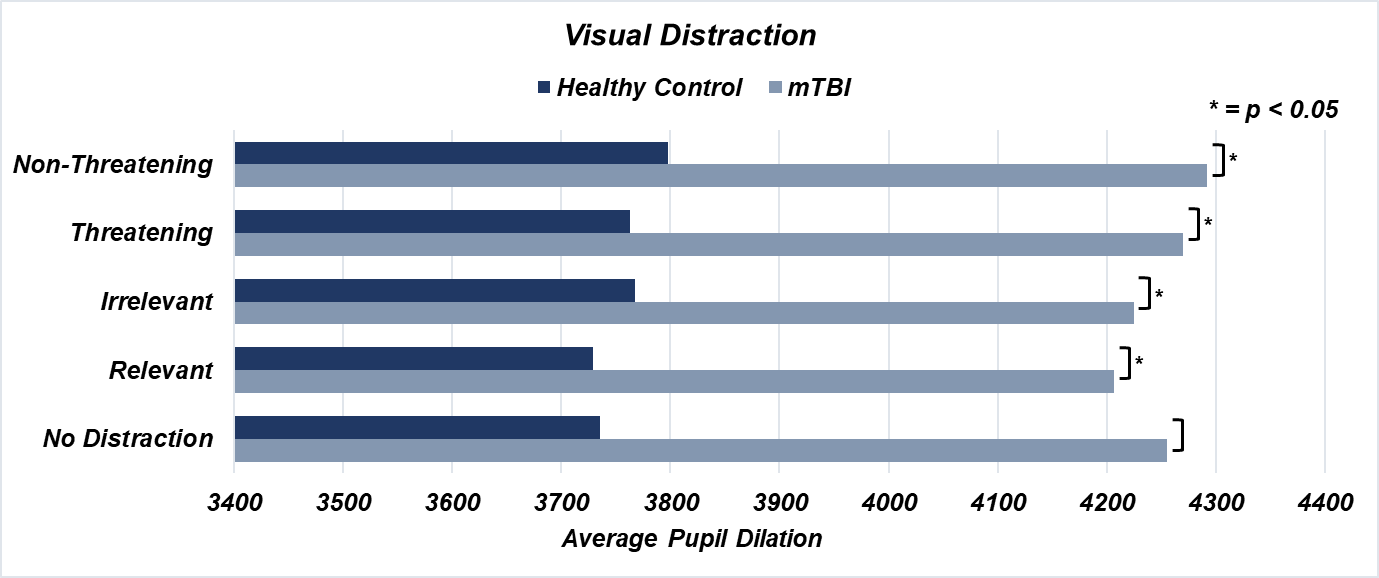 Visual Distraction
Healthy Control mTBI
* = p < 0.05
Non-Threatening *
Threatening *
Irrelevant *
Relevant *
No Distraction
3400 3500 3600 3700 3800 3900 4000 4100 4200 4300 4400
Average Pupil Dilation